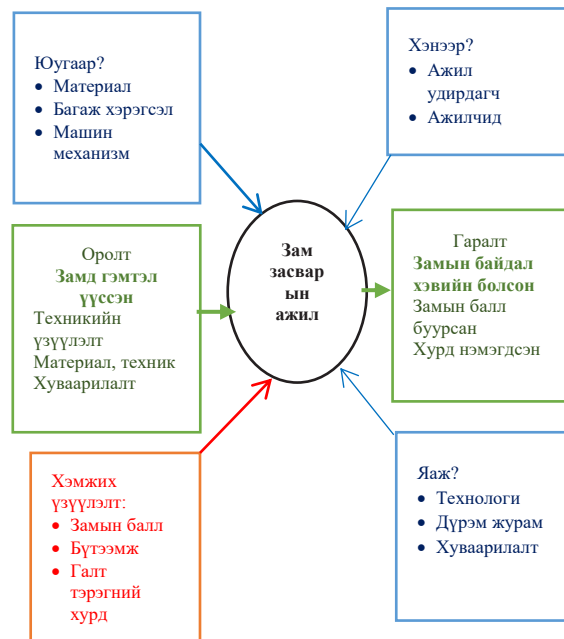 Юугаар?
• Материал
• Багаж хэрэгсэл
• Машин
механизм
Хэнээр?
• Ажил
удирдагч
• Ажилчид
Оролт
Замд гэмтэл
үүссэн
Техникийн
үзүүлэлт
Материал, техник
Хуваарилалт
Зам
засвар
ын
ажил
Гаралт
Замын байдал
хэвийн болсон
Замын балл
буурсан
Хурд нэмэгдсэн
Хэмжих
үзүүлэлт:
• Замын балл
• Бүтээмж
• Галт
тэрэгний
хурд
Яаж?
• Технологи
• Дүрэм журам
• Хуваарилалт